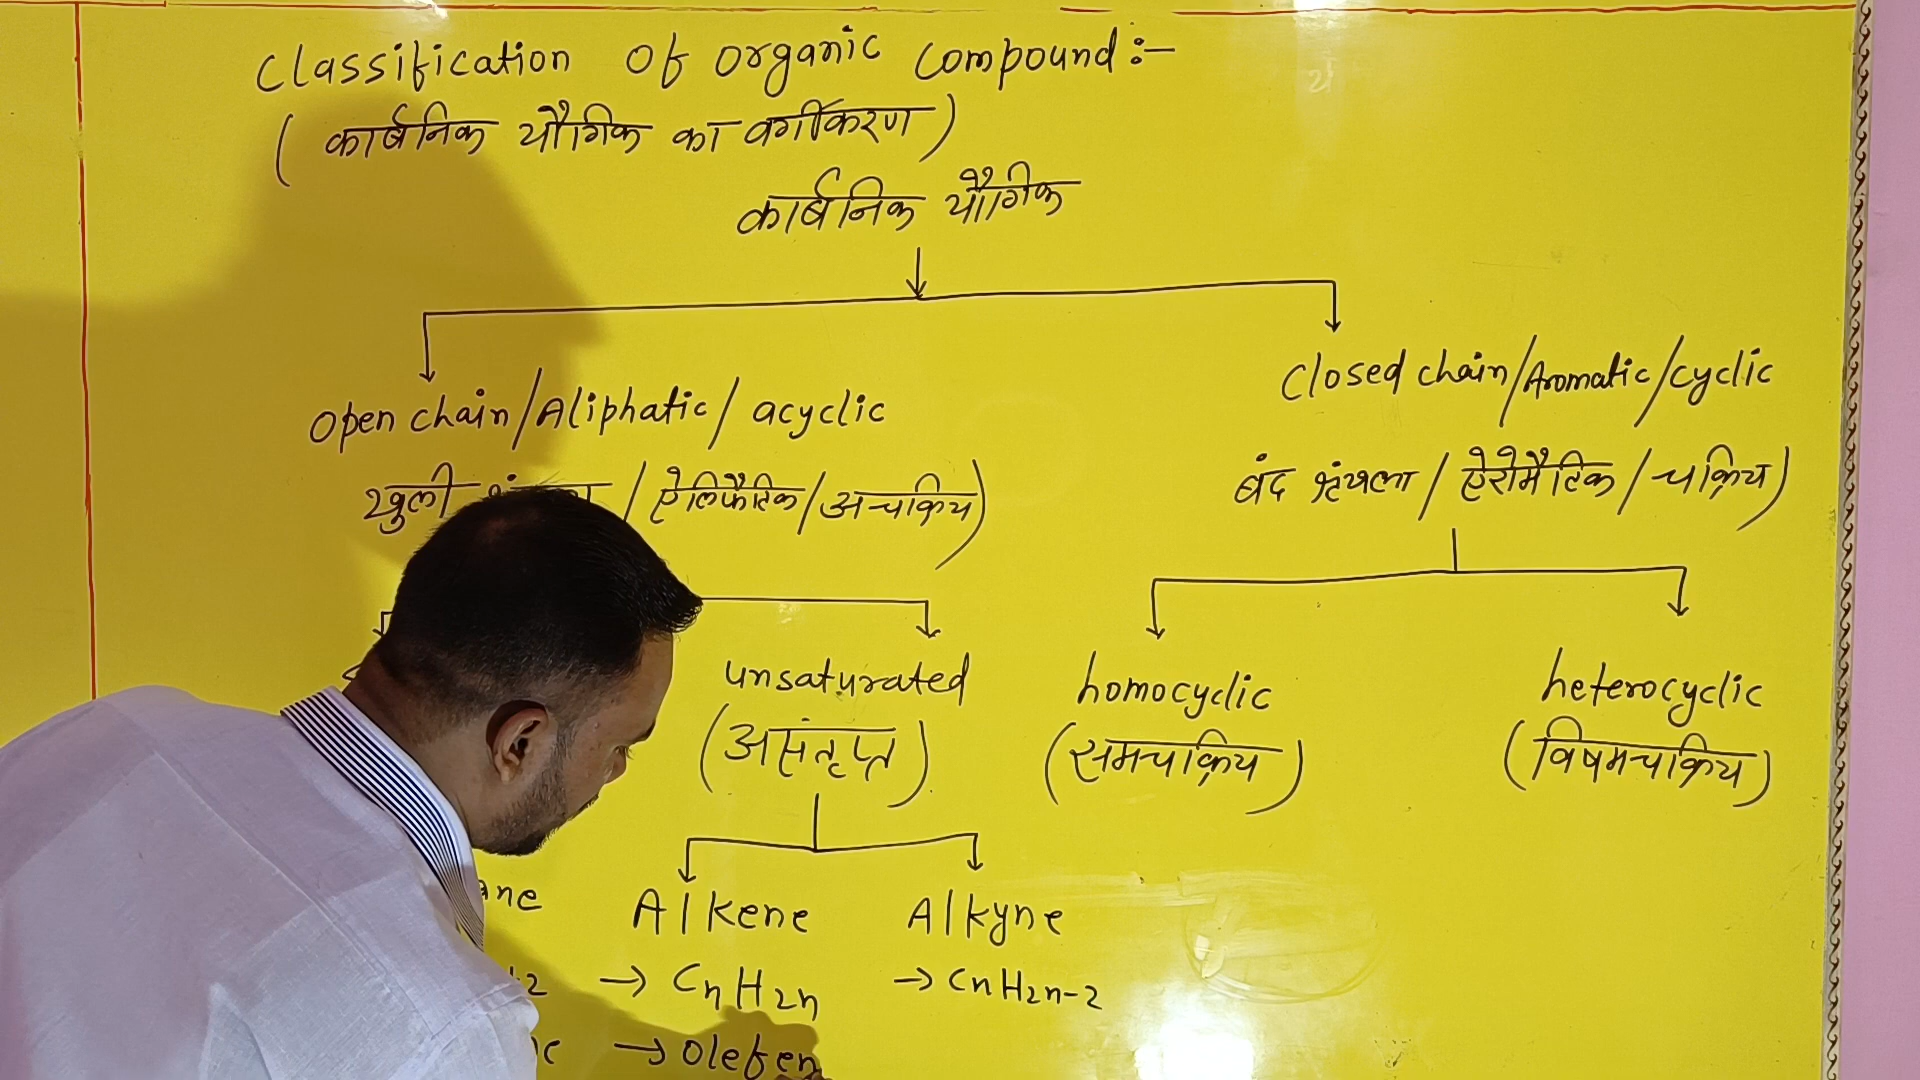 Classification of organic compound:-
(कार्बनिक यौगिक का वर्गीकरण)
कार्बनिक यौगिक
Open chain/Aliphatic/acyclic
खुली / ऐलिफैटिक/अचक्रिय)
Closed chain/Aromatic/cyclic
बंद श्रृंखला / ऐरोमैटिक / चक्रिय)
unsaturated
(असंतृप्त)
homocyclic
(समचक्रिय)
heterocyclic
(विषमचक्रिय)
ane
Alkene
Alkyne
→ CnH2n
→ CnH2n-2
→ Olefen